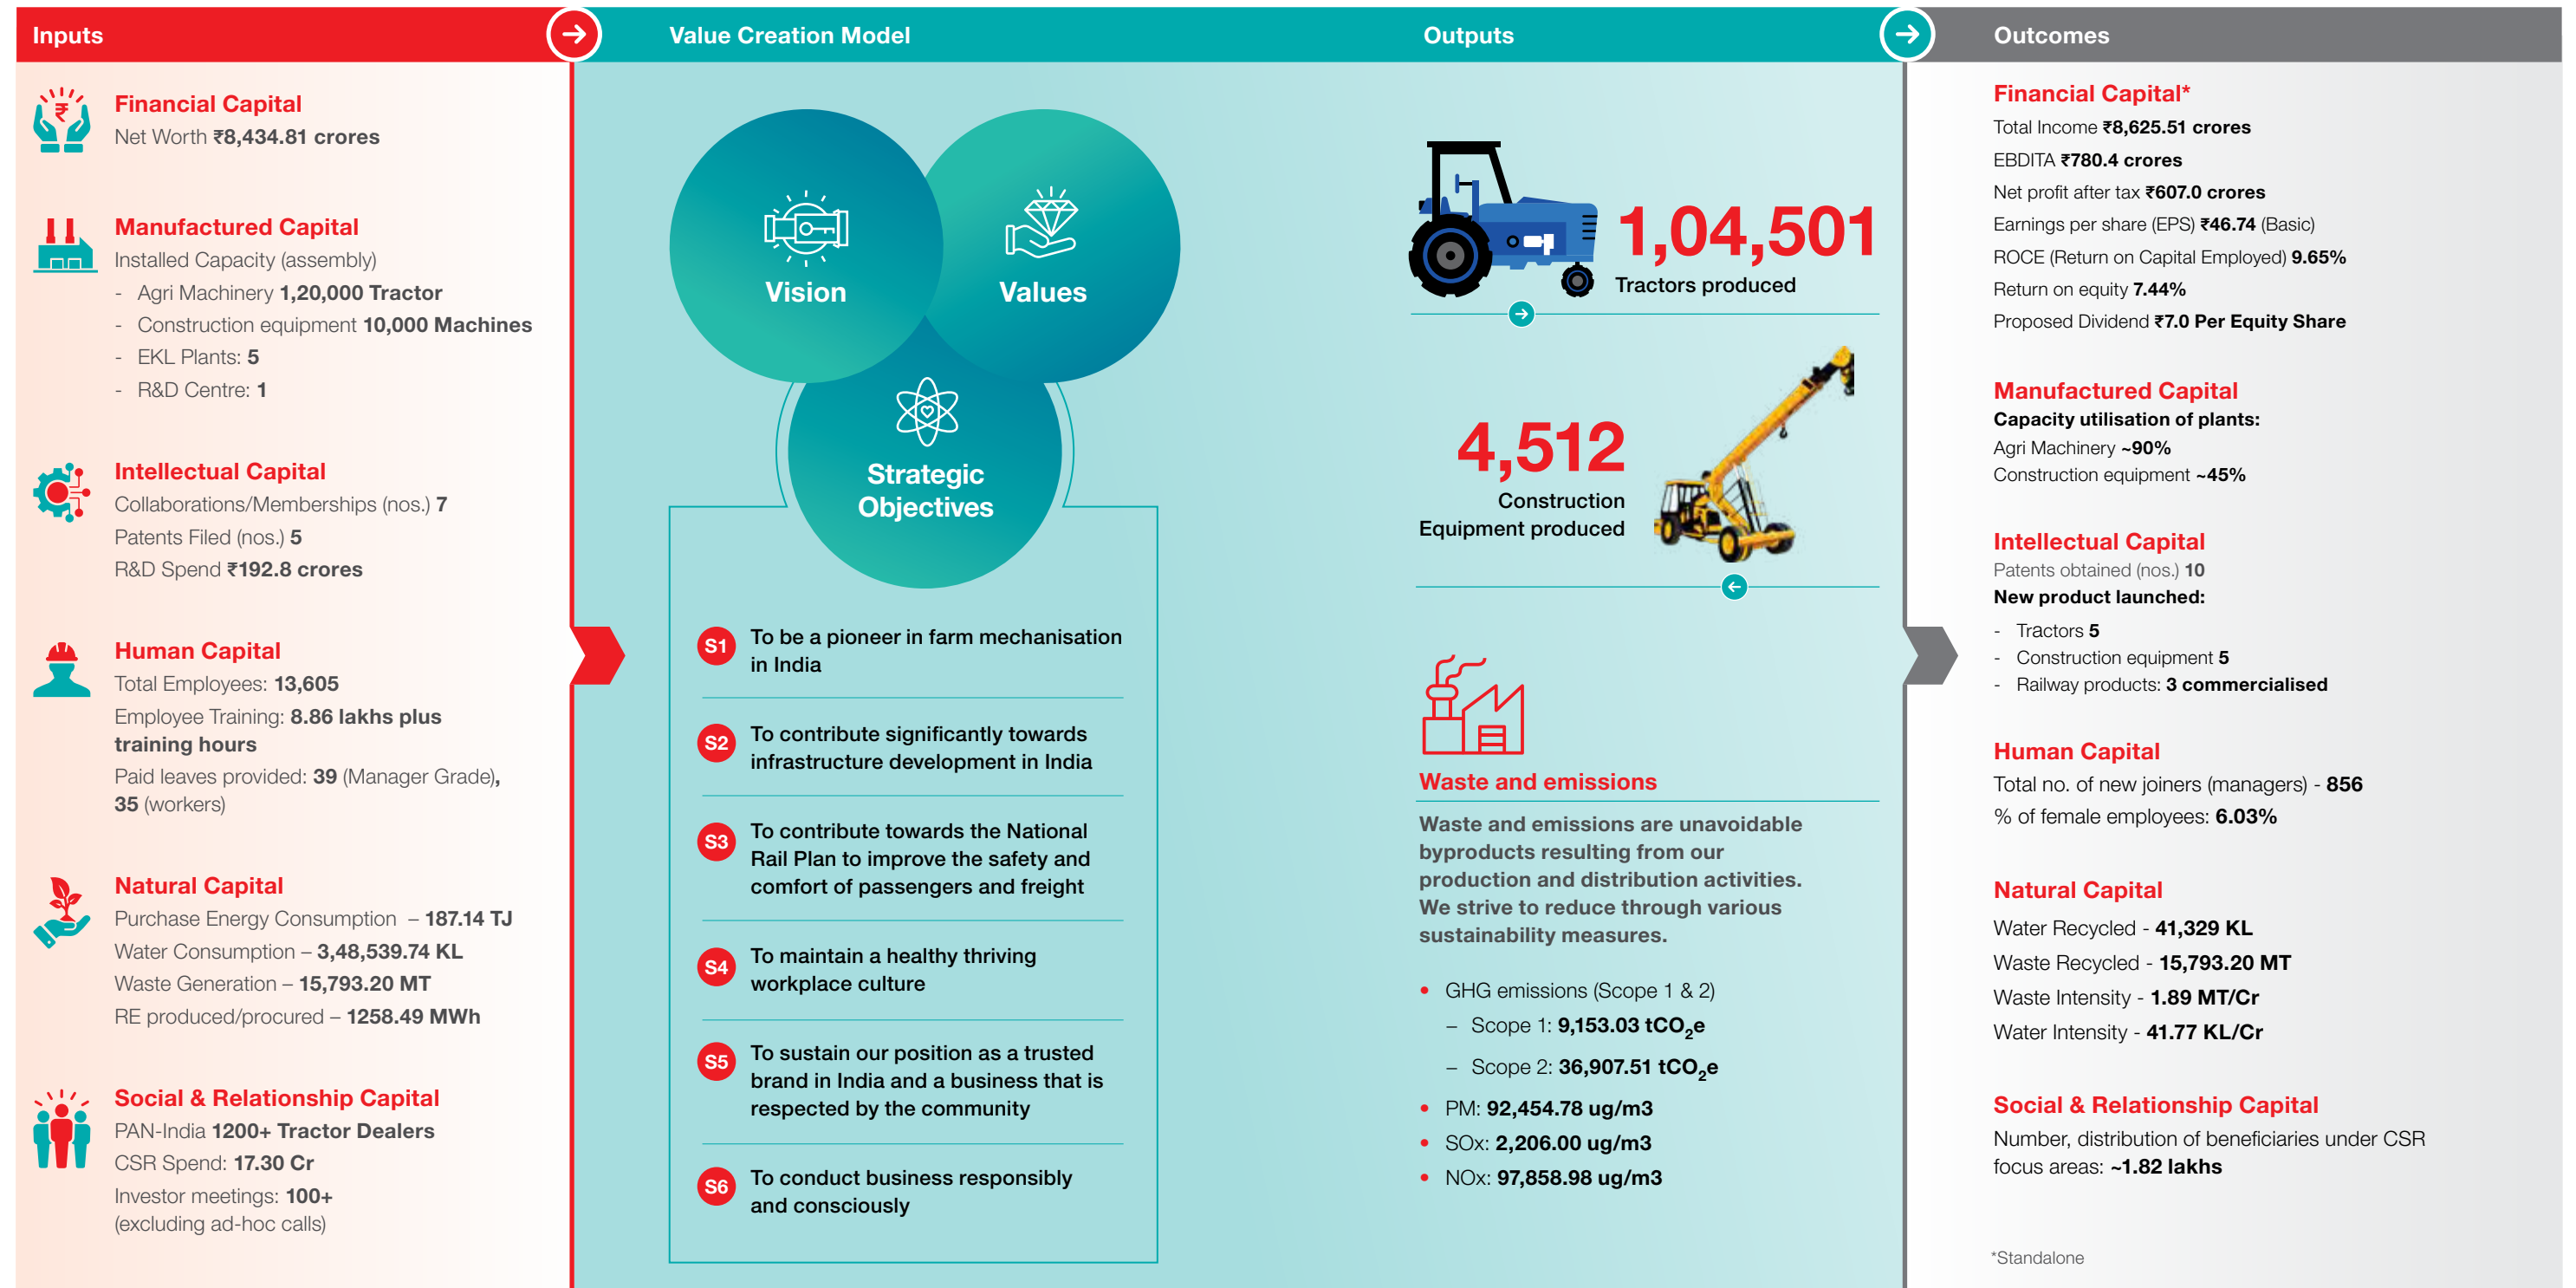 Inputs
Financial Capital
Net Worth ₹8,434.81 crores
Manufactured Capital
Installed Capacity (assembly)
- Agri Machinery 1,20,000 Tractor
- Construction equipment 10,000 Machines
- EKL Plants: 5
- R&D Centre: 1
Intellectual Capital
Collaborations/Memberships (nos.) 7
Patents Filed (nos.) 5
R&D Spend ₹192.8 crores
Human Capital
Total Employees: 13,605
Employee Training: 8.86 lakhs plus
training hours
Paid leaves provided: 39 (Manager Grade),
35 (workers)
Natural Capital
Purchase Energy Consumption – 187.14 TJ
Water Consumption – 3,48,539.74 KL
Waste Generation – 15,793.20 MT
RE produced/procured – 1258.49 MWh
Social & Relationship Capital
PAN-India 1200+ Tractor Dealers
CSR Spend: 17.30 Cr
Investor meetings: 100+
(excluding ad-hoc calls)
Value Creation Model
Vision
Values
Strategic
Objectives
S1 To be a pioneer in farm mechanisation
in India
S2 To contribute significantly towards
infrastructure development in India
S3 To contribute towards the National
Rail Plan to improve the safety and
comfort of passengers and freight
S4 To maintain a healthy thriving
workplace culture
S5 To sustain our position as a trusted
brand in India and a business that is
respected by the community
S6 To conduct business responsibly
and consciously
Outputs
1,04,501
Tractors produced
4,512
Construction
Equipment produced
Waste and emissions
Waste and emissions are unavoidable
byproducts resulting from our
production and distribution activities.
We strive to reduce through various
sustainability measures.
• GHG emissions (Scope 1 & 2)
– Scope 1: 9,153.03 tCO₂e
– Scope 2: 36,907.51 tCO₂e
• PM: 92,454.78 ug/m3
• SOx: 2,206.00 ug/m3
• NOx: 97,858.98 ug/m3
Outcomes
Financial Capital*
Total Income ₹8,625.51 crores
EBDITA ₹780.4 crores
Net profit after tax ₹607.0 crores
Earnings per share (EPS) ₹46.74 (Basic)
ROCE (Return on Capital Employed) 9.65%
Return on equity 7.44%
Proposed Dividend ₹7.0 Per Equity Share
Manufactured Capital
Capacity utilisation of plants:
Agri Machinery ~90%
Construction equipment ~45%
Intellectual Capital
Patents obtained (nos.) 10
New product launched:
- Tractors 5
- Construction equipment 5
- Railway products: 3 commercialised
Human Capital
Total no. of new joiners (managers) - 856
% of female employees: 6.03%
Natural Capital
Water Recycled - 41,329 KL
Waste Recycled - 15,793.20 MT
Waste Intensity - 1.89 MT/Cr
Water Intensity - 41.77 KL/Cr
Social & Relationship Capital
Number, distribution of beneficiaries under CSR
focus areas: ~1.82 lakhs
*Standalone